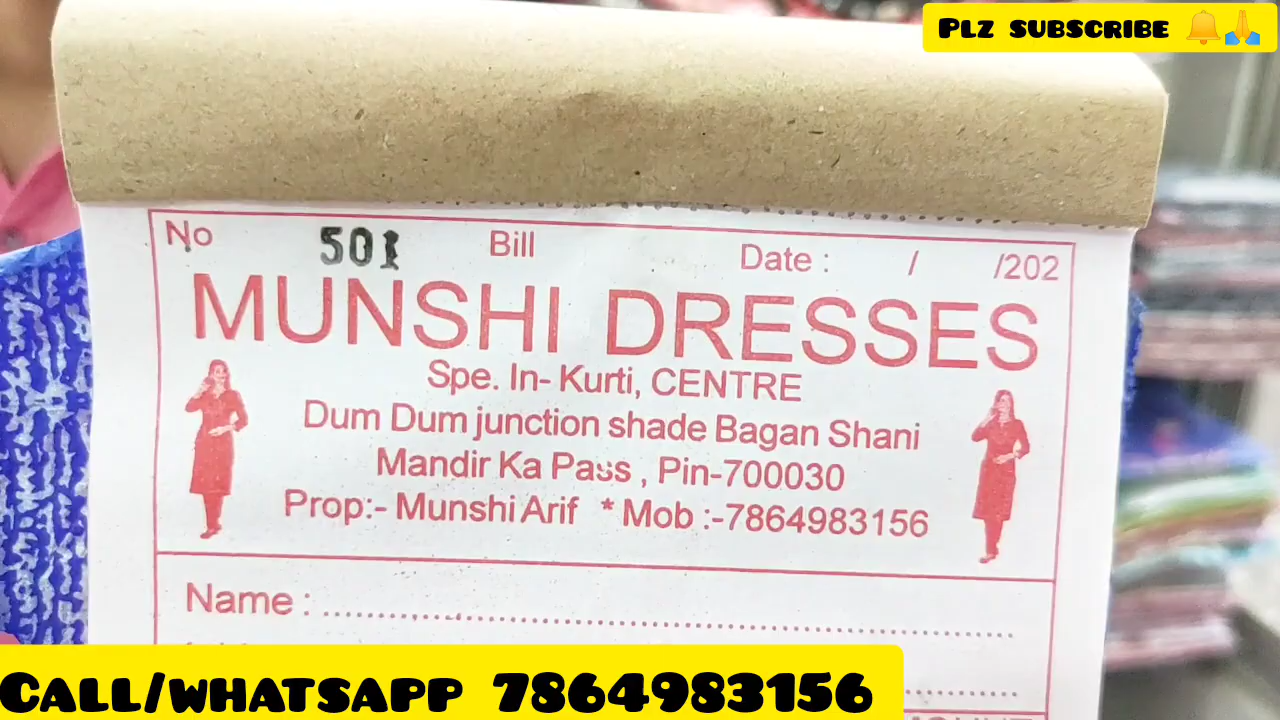 PLZ SUBSCRIBE 🔔🙏
No 501 Bill Date : / /202
MUNSHI DRESSES
Spe. In- Kurti, CENTRE
Dum Dum junction shade Bagan Shani
Mandir Ka Pass , Pin-700030
Prop:- Munshi Arif * Mob :-7864983156
Name :
CALL/WHATSAPP 7864983156